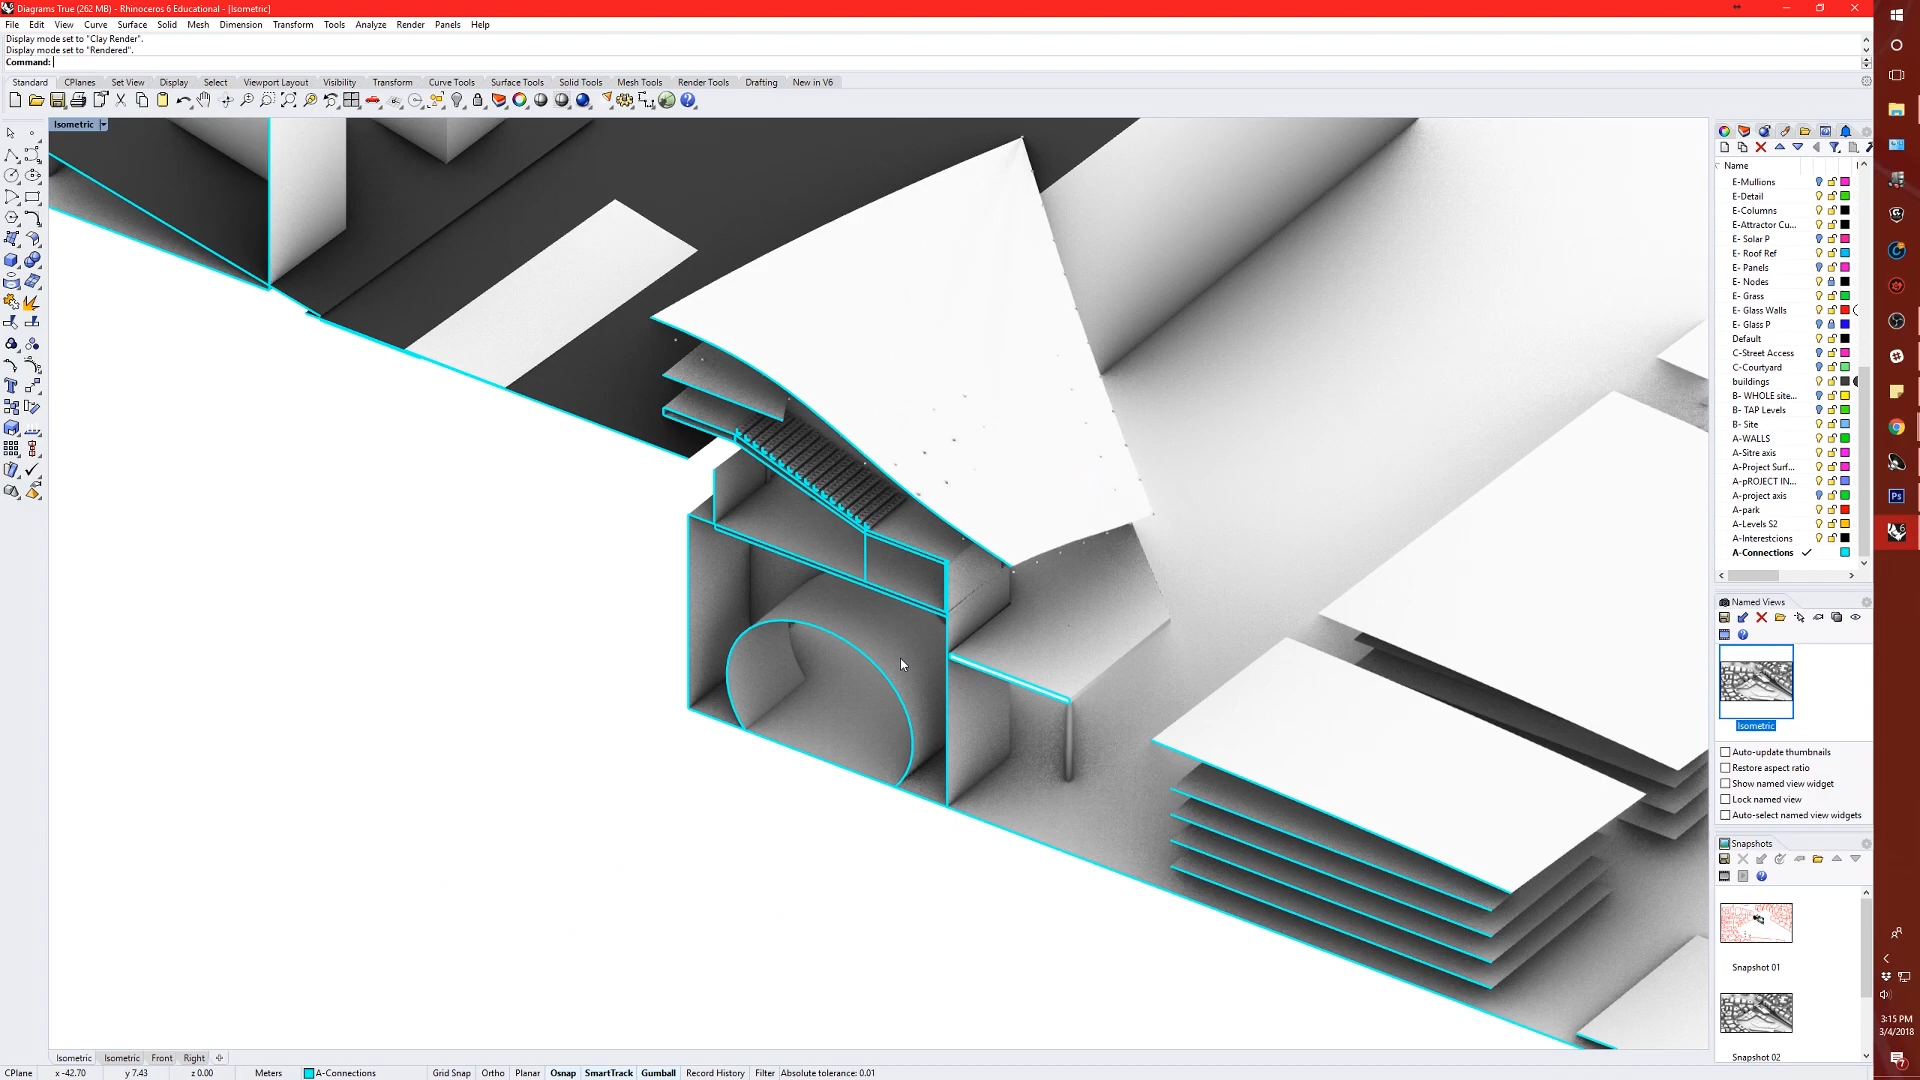 Diagrams True (262 MB) - Rhinoceros 6 Educational - [Isometric]
File Edit View Curve Surface Solid Mesh Dimension Transform Tools Analyze Render Panels Help
Display mode set to "Clay Render".
Display mode set to "Rendered".
Command:
Standard CPlanes Set View Display Select Viewport Layout Visibility Transform Curve Tools Surface Tools Solid Tools Mesh Tools Render Tools Drafting New in V6
Isometric
Name
E-Mullions
E-Detail
E-Columns
E-Attractor Cu...
E- Solar P
E- Roof Ref
E- Panels
E- Nodes
E- Grass
E- Glass Walls
E- Glass P
Default
C-Street Access
C-Courtyard
buildings
B- WHOLE site...
B- TAP Levels
B- Site
A-WALLS
A-Sitre axis
A-Project Surf...
A-pROJECT IN...
A-project axis
A-park
A-Levels S2
A-Interestcions
A-Connections
Named Views
Isometric
Auto-update thumbnails
Restore aspect ratio
Show named view widget
Lock named view
Auto-select named view widgets
Snapshots
Snapshot 01
Snapshot 02
Ps
6
3:15 PM
3/4/2018
7
Isometric Isometric Front Right
CPlane x -42.70 y 7.43 z 0.00 Meters A-Connections Grid Snap Ortho Planar Osnap SmartTrack Gumball Record History Filter Absolute tolerance: 0.01